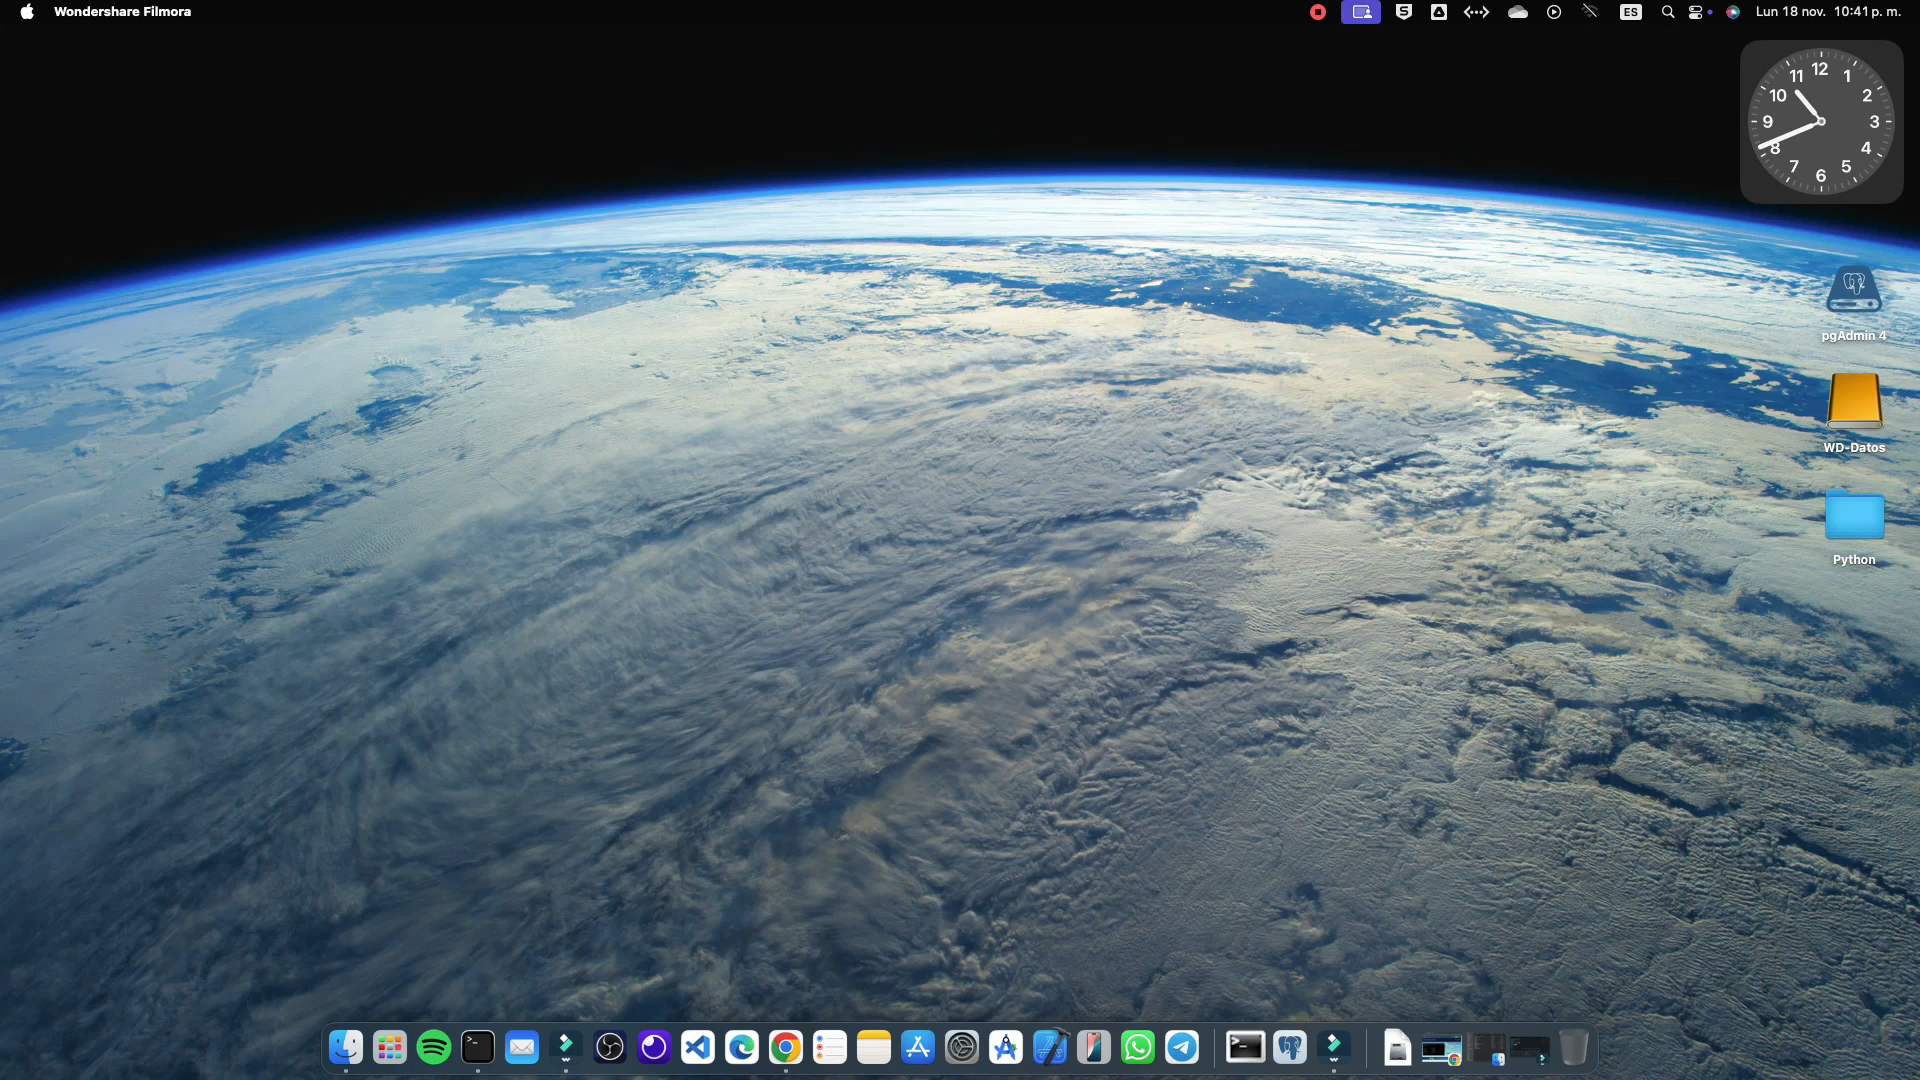 Wondershare Filmora
ES
Lun 18 nov. 10:41 p. m.
12
11 1
10 2
9 3
8 4
7 5
6
pgAdmin 4
WD-Datos
Python